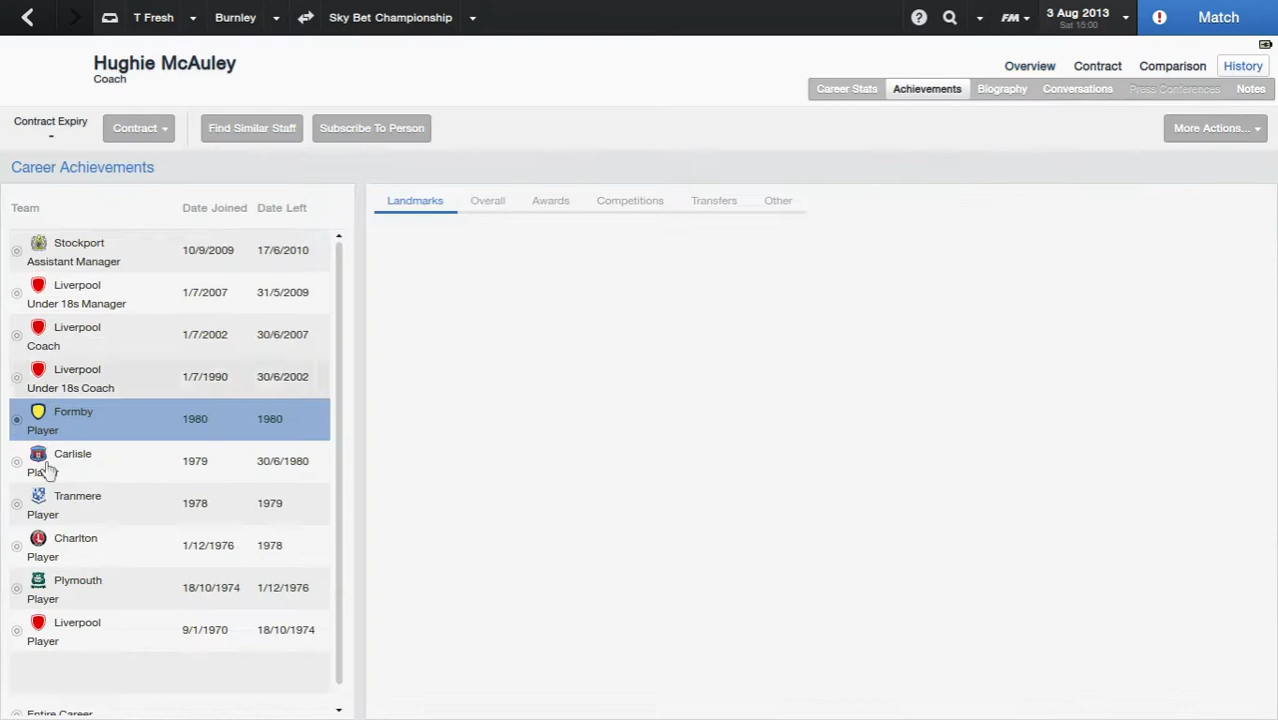 T Fresh Burnley Sky Bet Championship FM 3 Aug 2013 Match
Sat 15:00
Hughie McAuley
Coach
Overview Contract Comparison History
Career Stats Achievements Biography Conversations Press Conferences Notes
Contract Expiry
-
Contract Find Similar Staff Subscribe To Person More Actions...
Career Achievements
Team Date Joined Date Left
Landmarks Overall Awards Competitions Transfers Other
Stockport
Assistant Manager 10/9/2009 17/6/2010
Liverpool
Under 18s Manager 1/7/2007 31/5/2009
Liverpool
Coach 1/7/2002 30/6/2007
Liverpool
Under 18s Coach 1/7/1990 30/6/2002
Formby
Player 1980 1980
Carlisle
Player 1979 30/6/1980
Tranmere
Player 1978 1979
Charlton
Player 1/12/1976 1978
Plymouth
Player 18/10/1974 1/12/1976
Liverpool
Player 9/1/1970 18/10/1974
Entire Career